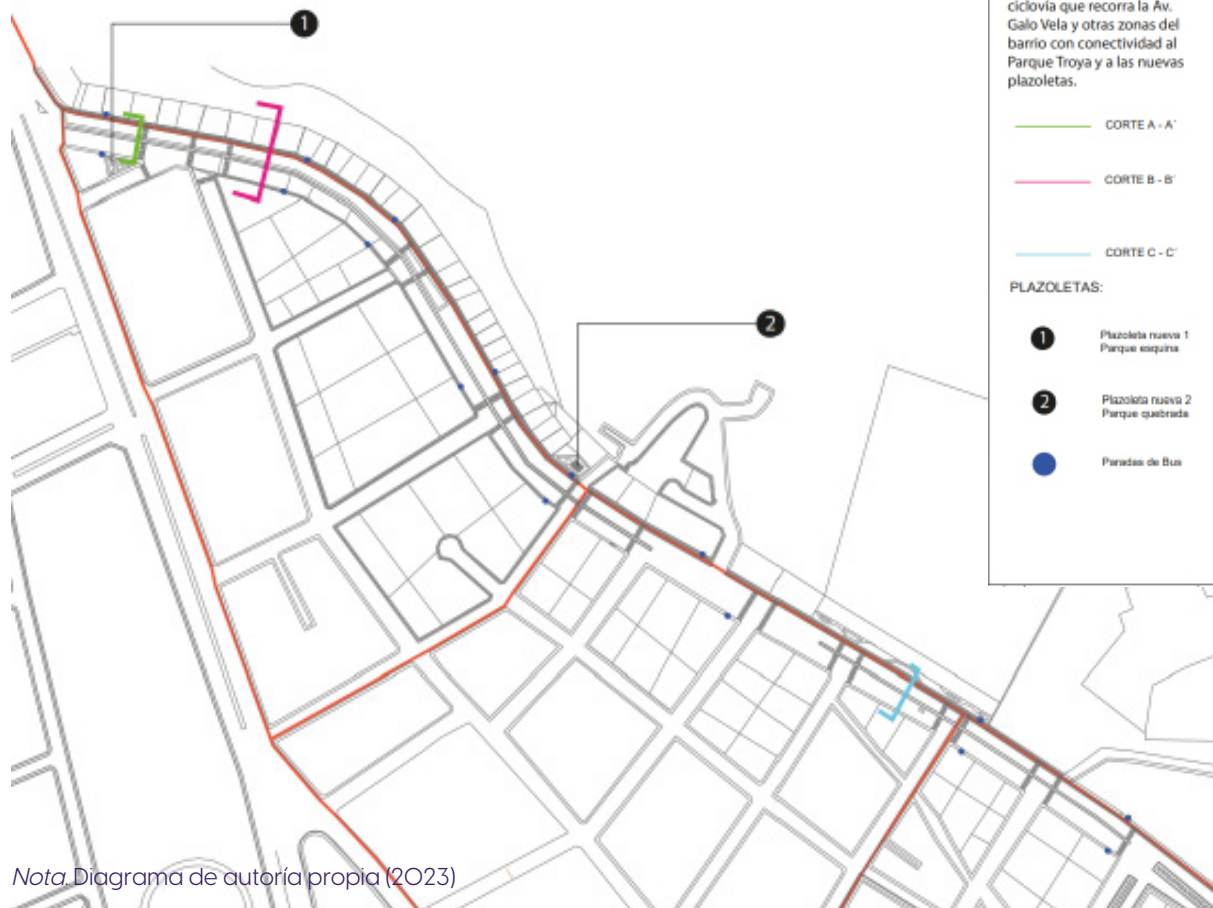 1
ciclovía que recorra la Av.
Galo Vela y otras zonas del
barrio con conectividad al
Parque Troya y a las nuevas
plazoletas.
CORTE A - A´
CORTE B - B´
CORTE C - C´
PLAZOLETAS:
1 Plazoleta nueva 1
Parque esquina
2
2 Plazoleta nueva 2
Parque quebrada
Paradas de Bus
Nota. Diagrama de autoría propia (2023)